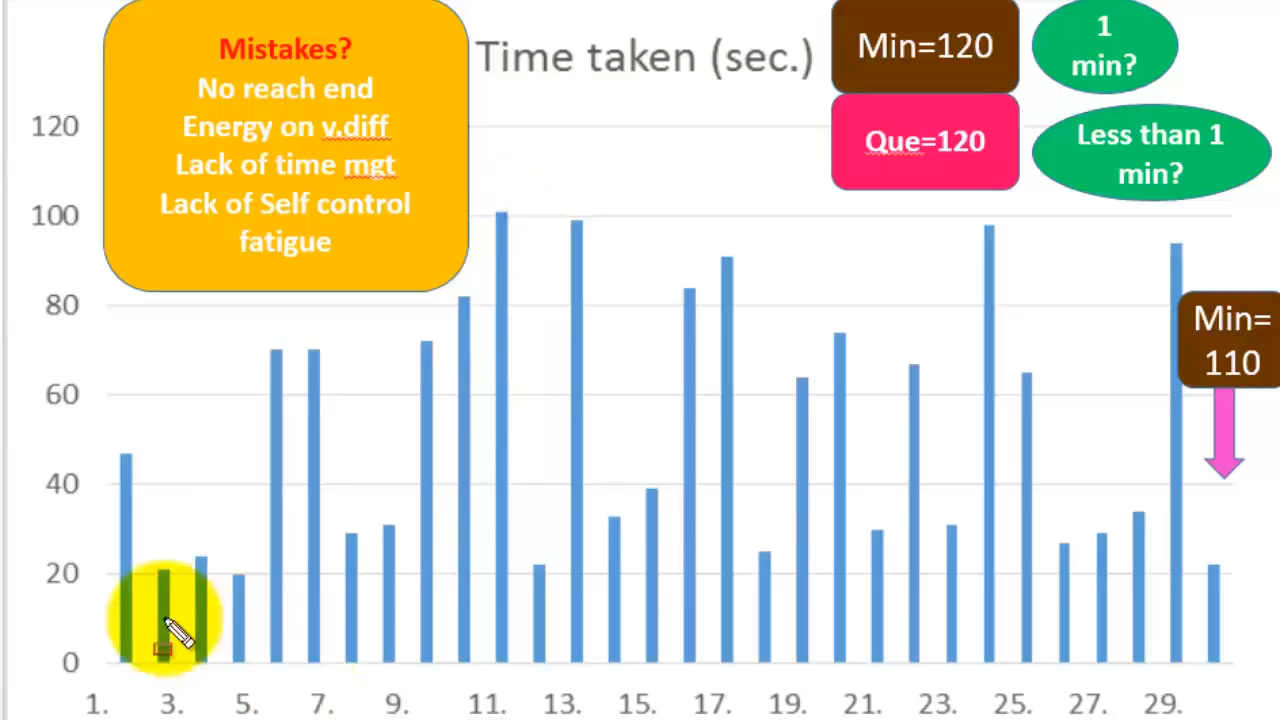 Mistakes?
No reach end
Energy on v.diff
Lack of time mgt
Lack of Self control
fatigue
Time taken (sec.)
Min=120
1
min?
Que=120
Less than 1
min?
Min=
110
120
100
80
60
40
20
0
1. 3. 5. 7. 9. 11. 13. 15. 17. 19. 21. 23. 25. 27. 29.